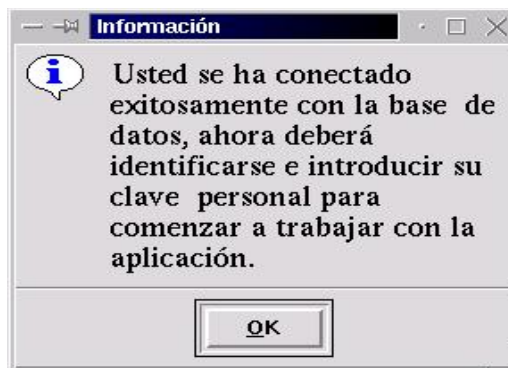 Información
Usted se ha conectado
exitosamente con la base de
datos, ahora deberá
identificarse e introducir su
clave personal para
comenzar a trabajar con la
aplicación.
OK